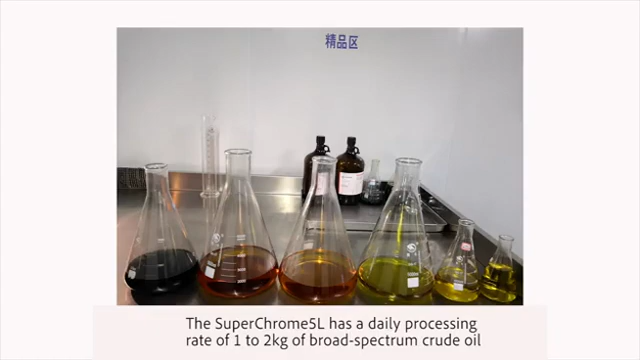 精品区
The SuperChrome5L has a daily processing
rate of 1 to 2kg of broad-spectrum crude oil